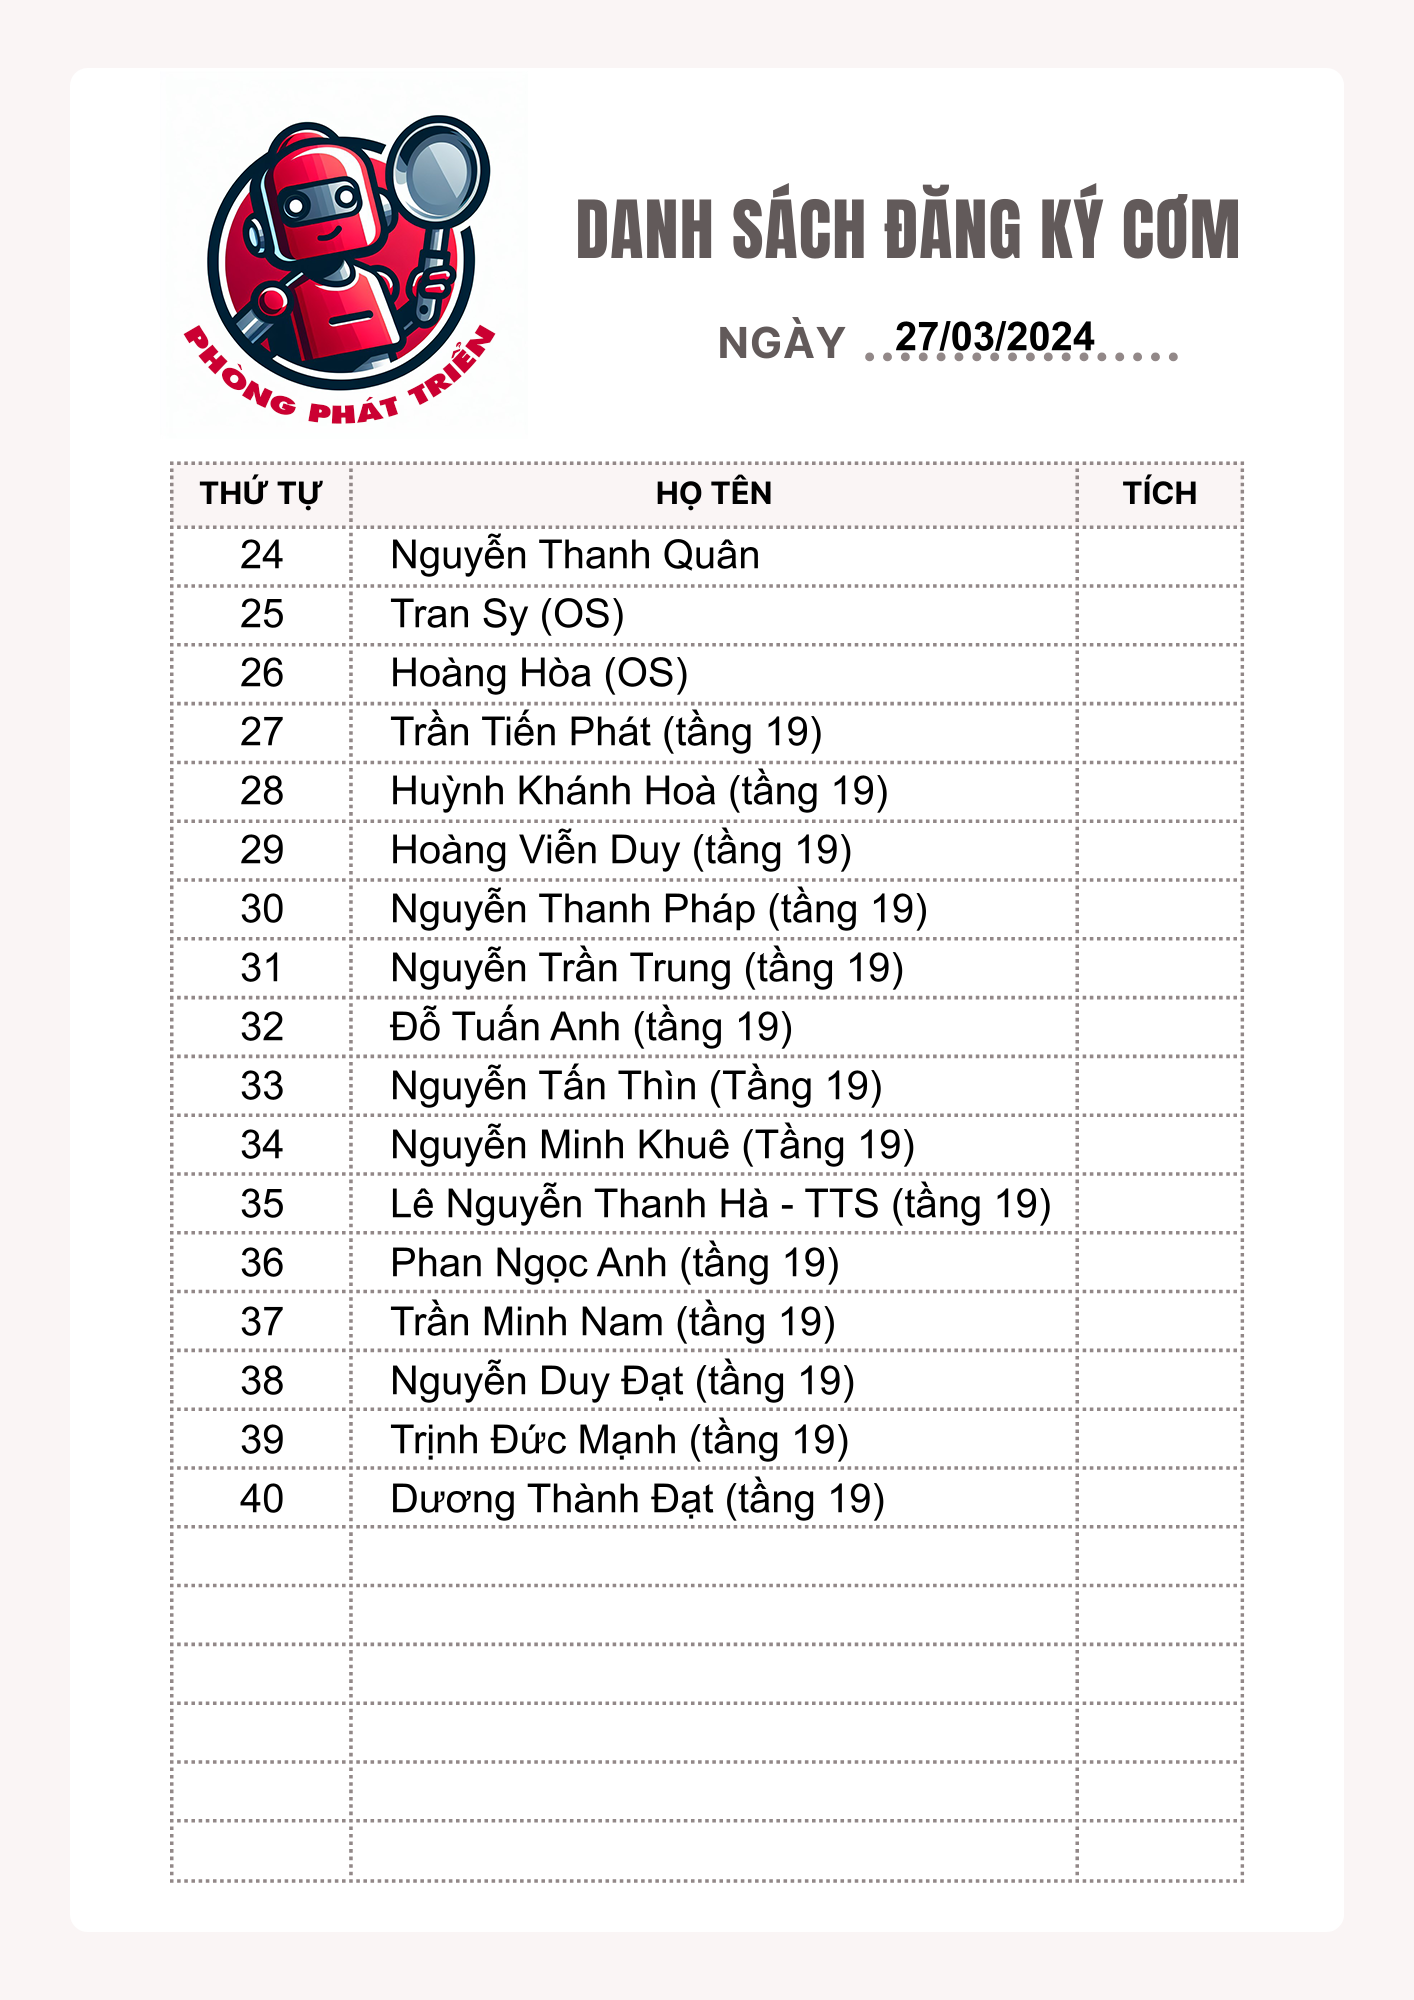 PHÒNG PHÁT TRIỂN
DANH SÁCH ĐĂNG KÝ CƠM
NGÀY 27/03/2024
THỨ TỰ HỌ TÊN TÍCH
24 Nguyễn Thanh Quân
25 Tran Sy (OS)
26 Hoàng Hòa (OS)
27 Trần Tiến Phát (tầng 19)
28 Huỳnh Khánh Hoà (tầng 19)
29 Hoàng Viễn Duy (tầng 19)
30 Nguyễn Thanh Pháp (tầng 19)
31 Nguyễn Trần Trung (tầng 19)
32 Đỗ Tuấn Anh (tầng 19)
33 Nguyễn Tấn Thìn (Tầng 19)
34 Nguyễn Minh Khuê (Tầng 19)
35 Lê Nguyễn Thanh Hà - TTS (tầng 19)
36 Phan Ngọc Anh (tầng 19)
37 Trần Minh Nam (tầng 19)
38 Nguyễn Duy Đạt (tầng 19)
39 Trịnh Đức Mạnh (tầng 19)
40 Dương Thành Đạt (tầng 19)